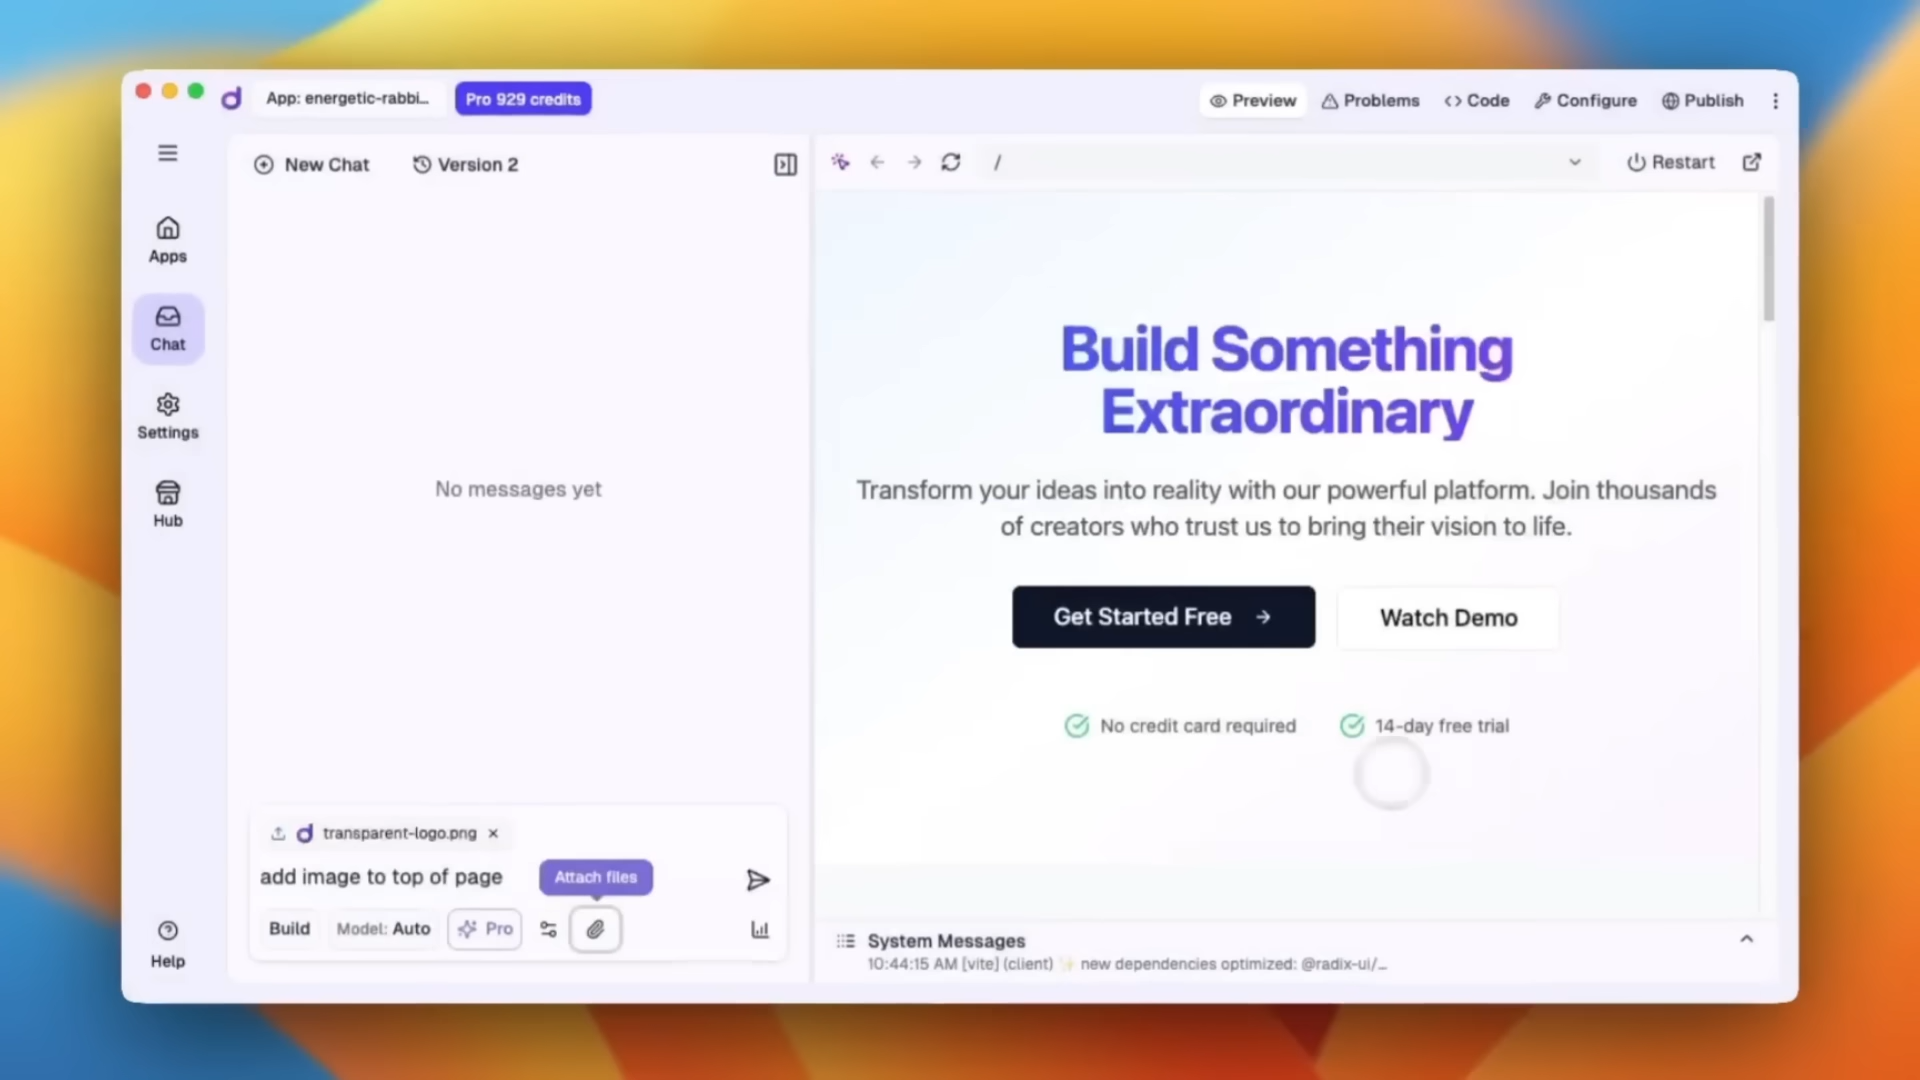 App: energetic-rabbi...
Pro 929 credits
Preview
Problems
Code
Configure
Publish
New Chat
Version 2
/
Restart
Apps
Chat
Settings
Hub
Help
No messages yet
Build Something
Extraordinary
Transform your ideas into reality with our powerful platform. Join thousands
of creators who trust us to bring their vision to life.
Get Started Free
Watch Demo
No credit card required
14-day free trial
transparent-logo.png
add image to top of page
Attach files
Build
Model: Auto
Pro
System Messages
10:44:15 AM [vite] (client) ✨ new dependencies optimized: @radix-ui/...